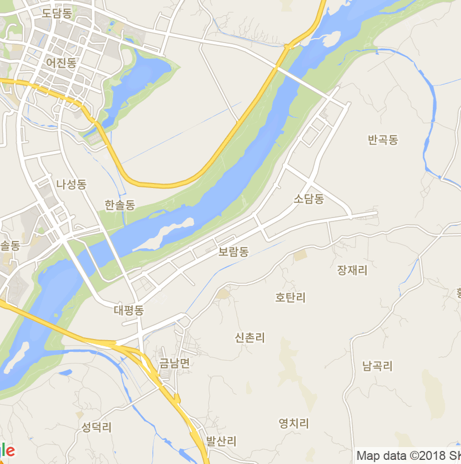 도담동
어진동
반곡동
나성동
한솔동
소담동
솔동
보람동
장재리
호탄리
대평동
신촌리
금남면
남곡리
성덕리
영치리
발산리
gle
Map data ©2018 SK